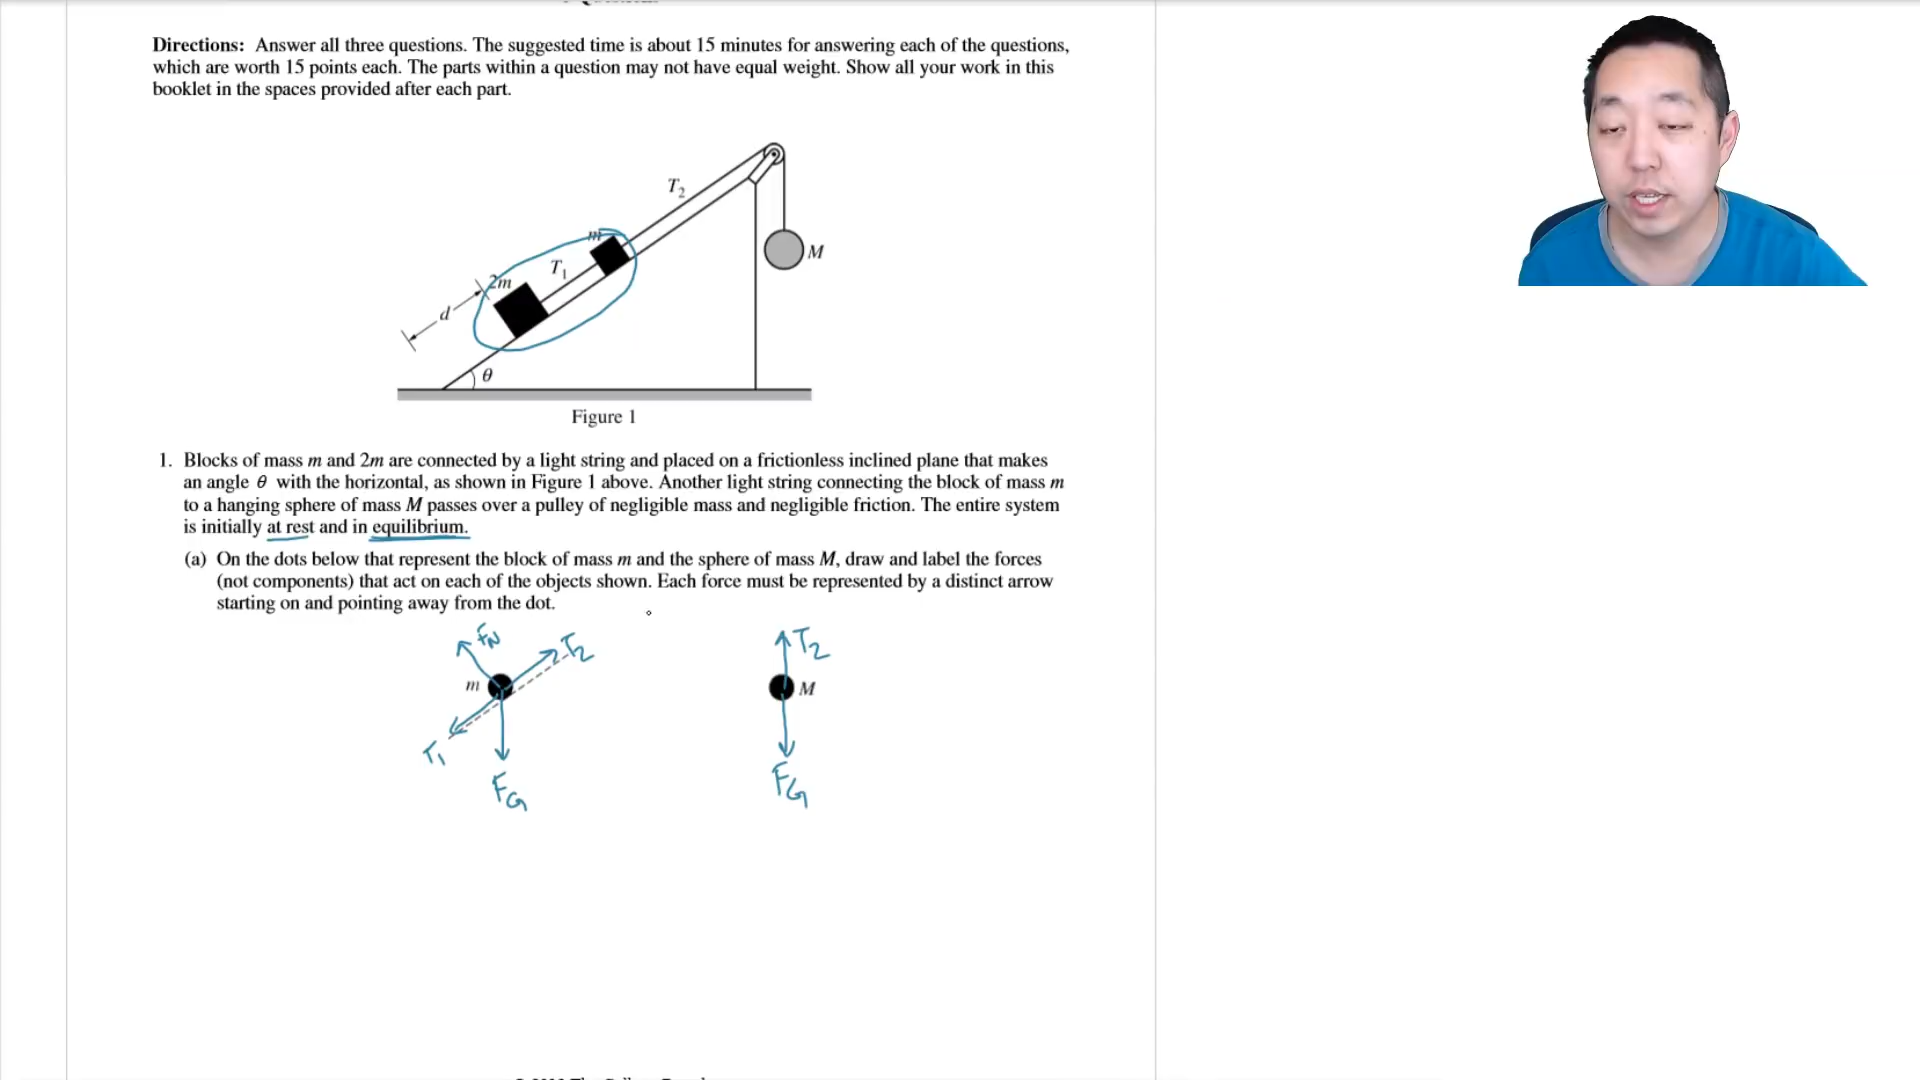 Directions: Answer all three questions. The suggested time is about 15 minutes for answering each of the questions,
which are worth 15 points each. The parts within a question may not have equal weight. Show all your work in this
booklet in the spaces provided after each part.
T₂
m
M
T₁
2m
d
θ
Figure 1
1. Blocks of mass m and 2m are connected by a light string and placed on a frictionless inclined plane that makes
an angle θ with the horizontal, as shown in Figure 1 above. Another light string connecting the block of mass m
to a hanging sphere of mass M passes over a pulley of negligible mass and negligible friction. The entire system
is initially at rest and in equilibrium.
(a) On the dots below that represent the block of mass m and the sphere of mass M, draw and label the forces
(not components) that act on each of the objects shown. Each force must be represented by a distinct arrow
starting on and pointing away from the dot.
FN
T2
T2
m
M
T1
FG
FG